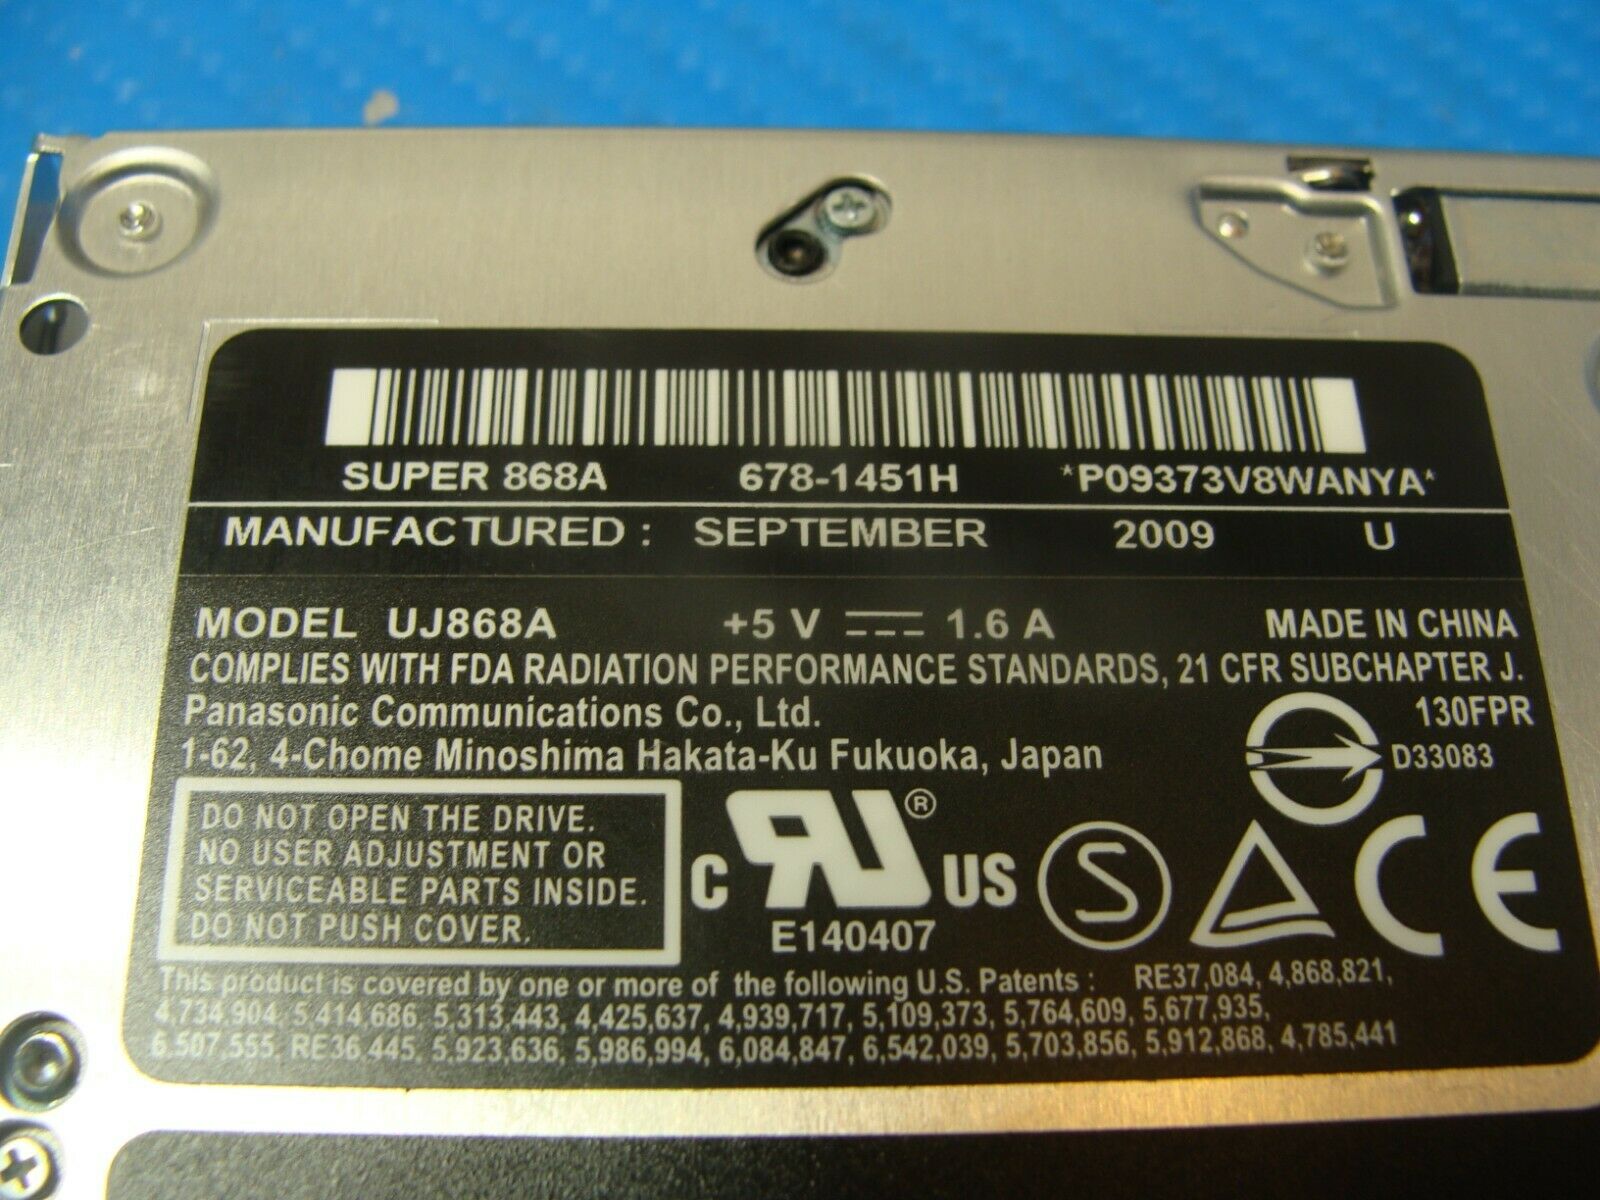 SUPER 868A 678-1451H *P09373V8WANYA*
MANUFACTURED : SEPTEMBER 2009 U
MODEL UJ868A +5 V 1.6 A MADE IN CHINA
COMPLIES WITH FDA RADIATION PERFORMANCE STANDARDS, 21 CFR SUBCHAPTER J.
Panasonic Communications Co., Ltd. 130FPR
1-62, 4-Chome Minoshima Hakata-Ku Fukuoka, Japan D33083
DO NOT OPEN THE DRIVE.
NO USER ADJUSTMENT OR
SERVICEABLE PARTS INSIDE.
DO NOT PUSH COVER.
C RU ® US S CE
E140407
This product is covered by one or more of the following U.S. Patents : RE37,084, 4,868,821,
4,734,904, 5,414,686, 5,313,443, 4,425,637, 4,939,717, 5,109,373, 5,764,609, 5,677,935,
6,507,555, RE36,445, 5,923,636, 5,986,994, 6,084,847, 6,542,039, 5,703,856, 5,912,868, 4,785,441